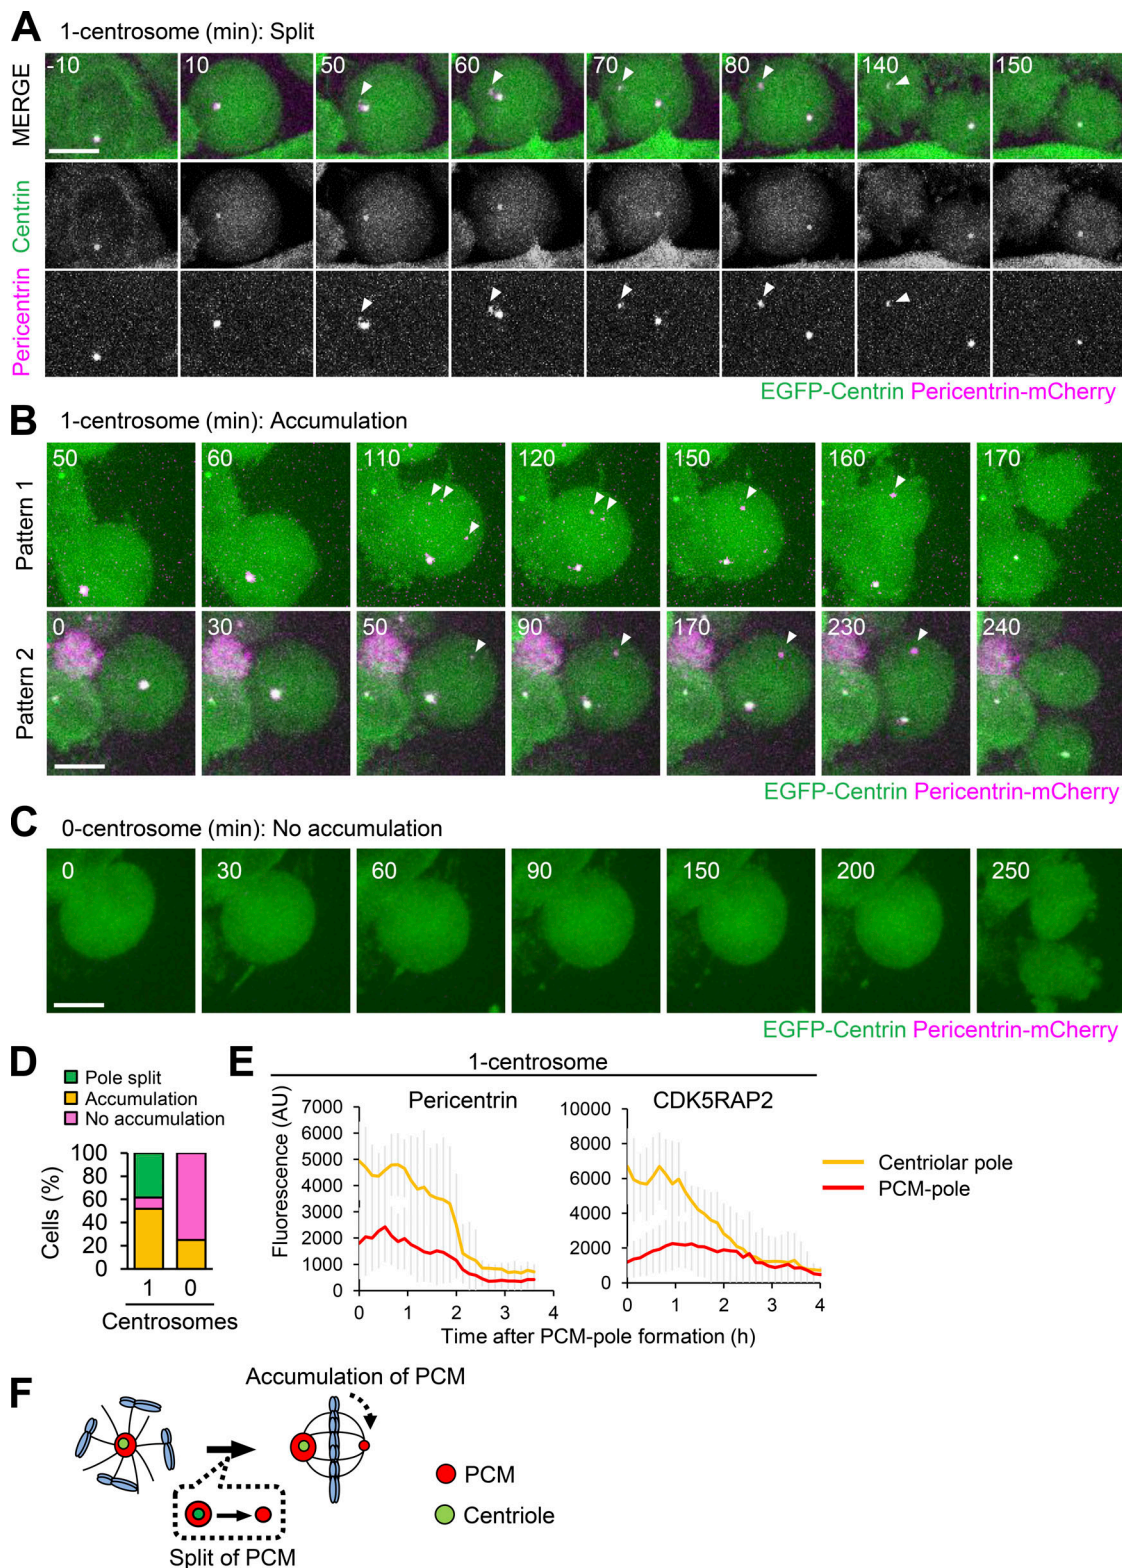 A
1-centrosome (min): Split
MERGE
-10 10 50 60 70 80 140 150
Centrin
Pericentrin
EGFP-Centrin Pericentrin-mCherry
B
1-centrosome (min): Accumulation
Pattern 1
50 60 110 120 150 160 170
Pattern 2
0 30 50 90 170 230 240
EGFP-Centrin Pericentrin-mCherry
C
0-centrosome (min): No accumulation
0 30 60 90 150 200 250
EGFP-Centrin Pericentrin-mCherry
D
Pole split
Accumulation
No accumulation
Cells (%)
100
80
60
40
20
0
1 0
Centrosomes
E
1-centrosome
Pericentrin
Fluorescence (AU)
7000
6000
5000
4000
3000
2000
1000
0
0 1 2 3 4
CDK5RAP2
10000
8000
6000
4000
2000
0
0 1 2 3 4
Time after PCM-pole formation (h)
Centriolar pole
PCM-pole
F
Accumulation of PCM
Split of PCM
PCM
Centriole